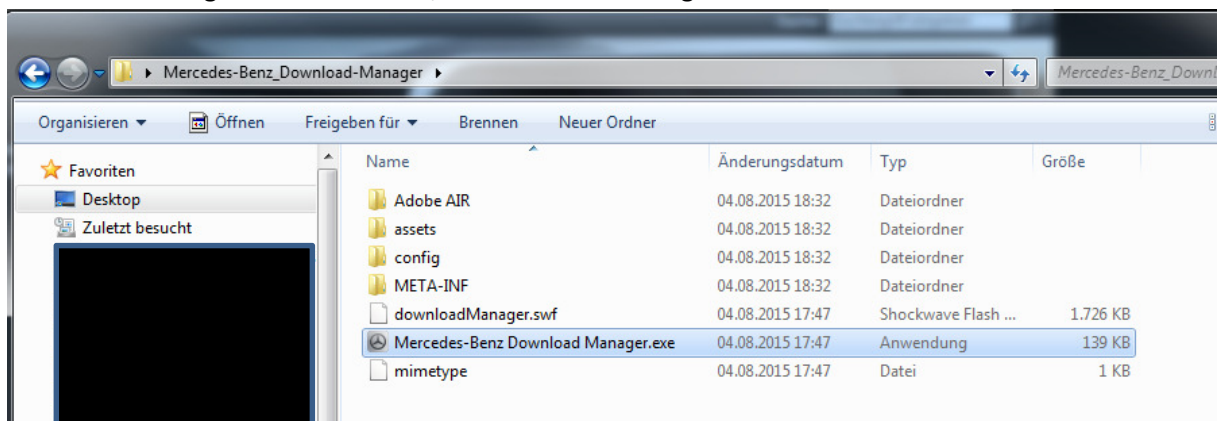 Mercedes-Benz_Download-Manager
Mercedes-Benz_Downl
Organisieren Öffnen Freigeben für Brennen Neuer Ordner
Favoriten Name Änderungsdatum Typ Größe
Desktop Adobe AIR 04.08.2015 18:32 Dateiordner
Zuletzt besucht assets 04.08.2015 18:32 Dateiordner
config 04.08.2015 18:32 Dateiordner
META-INF 04.08.2015 18:32 Dateiordner
downloadManager.swf 04.08.2015 17:47 Shockwave Flash ... 1.726 KB
Mercedes-Benz Download Manager.exe 04.08.2015 17:47 Anwendung 139 KB
mimetype 04.08.2015 17:47 Datei 1 KB